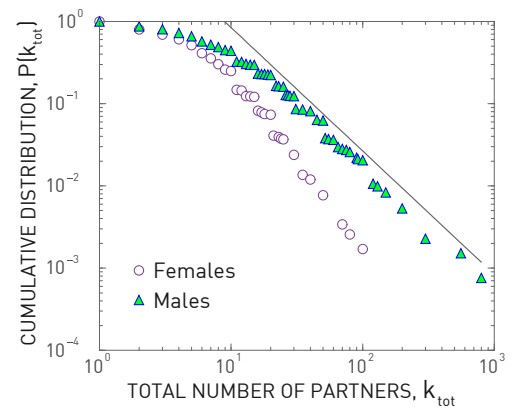 CUMULATIVE DISTRIBUTION, P(k_tot)
10^0
10^-1
10^-2
10^-3
10^-4
Females
Males
10^0 10^1 10^2 10^3
TOTAL NUMBER OF PARTNERS, k_tot